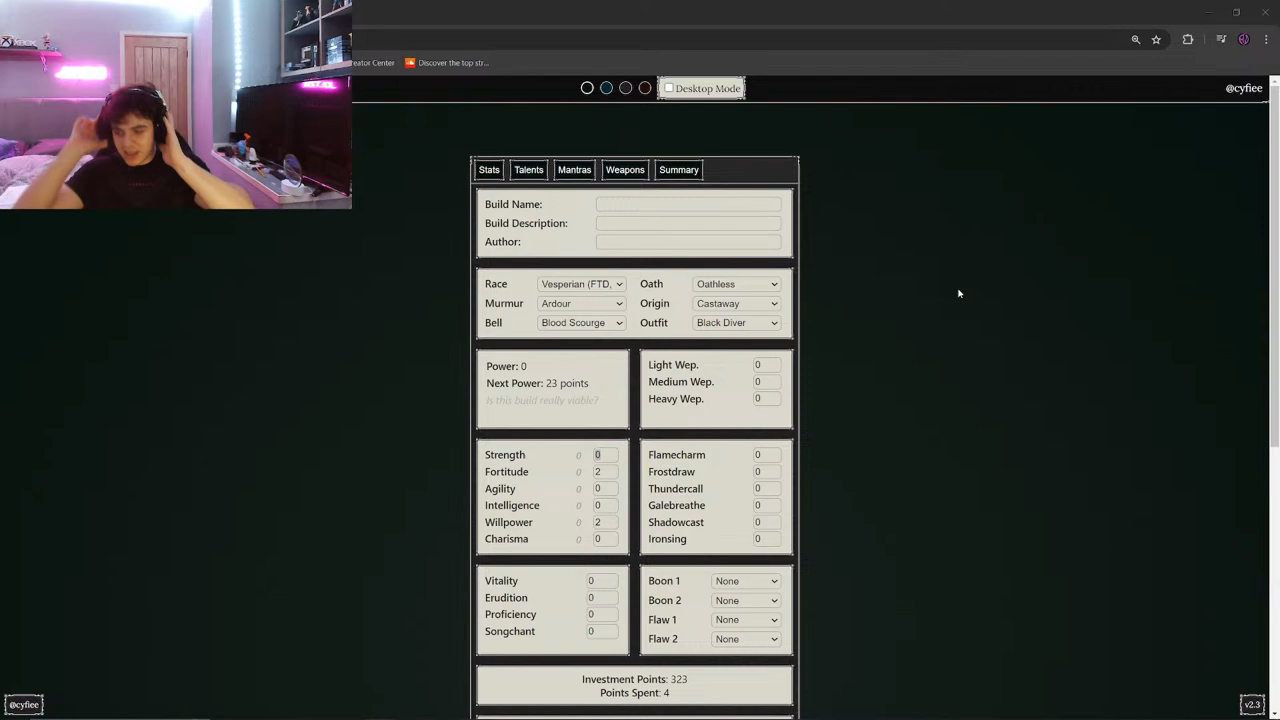 XBOX
eator Center
Discover the top str...
Desktop Mode
@cyfiee
Stats
Talents
Mantras
Weapons
Summary
Build Name:
Build Description:
Author:
Race
Vesperian (FTD,
Oath
Oathless
Murmur
Ardour
Origin
Castaway
Bell
Blood Scourge
Outfit
Black Diver
Power: 0
Next Power: 23 points
Is this build really viable?
Light Wep. 0
Medium Wep. 0
Heavy Wep. 0
Strength 0 0
Fortitude 0 2
Agility 0 0
Intelligence 0 0
Willpower 0 2
Charisma 0 0
Flamecharm 0
Frostdraw 0
Thundercall 0
Galebreathe 0
Shadowcast 0
Ironsing 0
Vitality 0
Erudition 0
Proficiency 0
Songchant 0
Boon 1 None
Boon 2 None
Flaw 1 None
Flaw 2 None
Investment Points: 323
Points Spent: 4
@cyfiee
v2.3